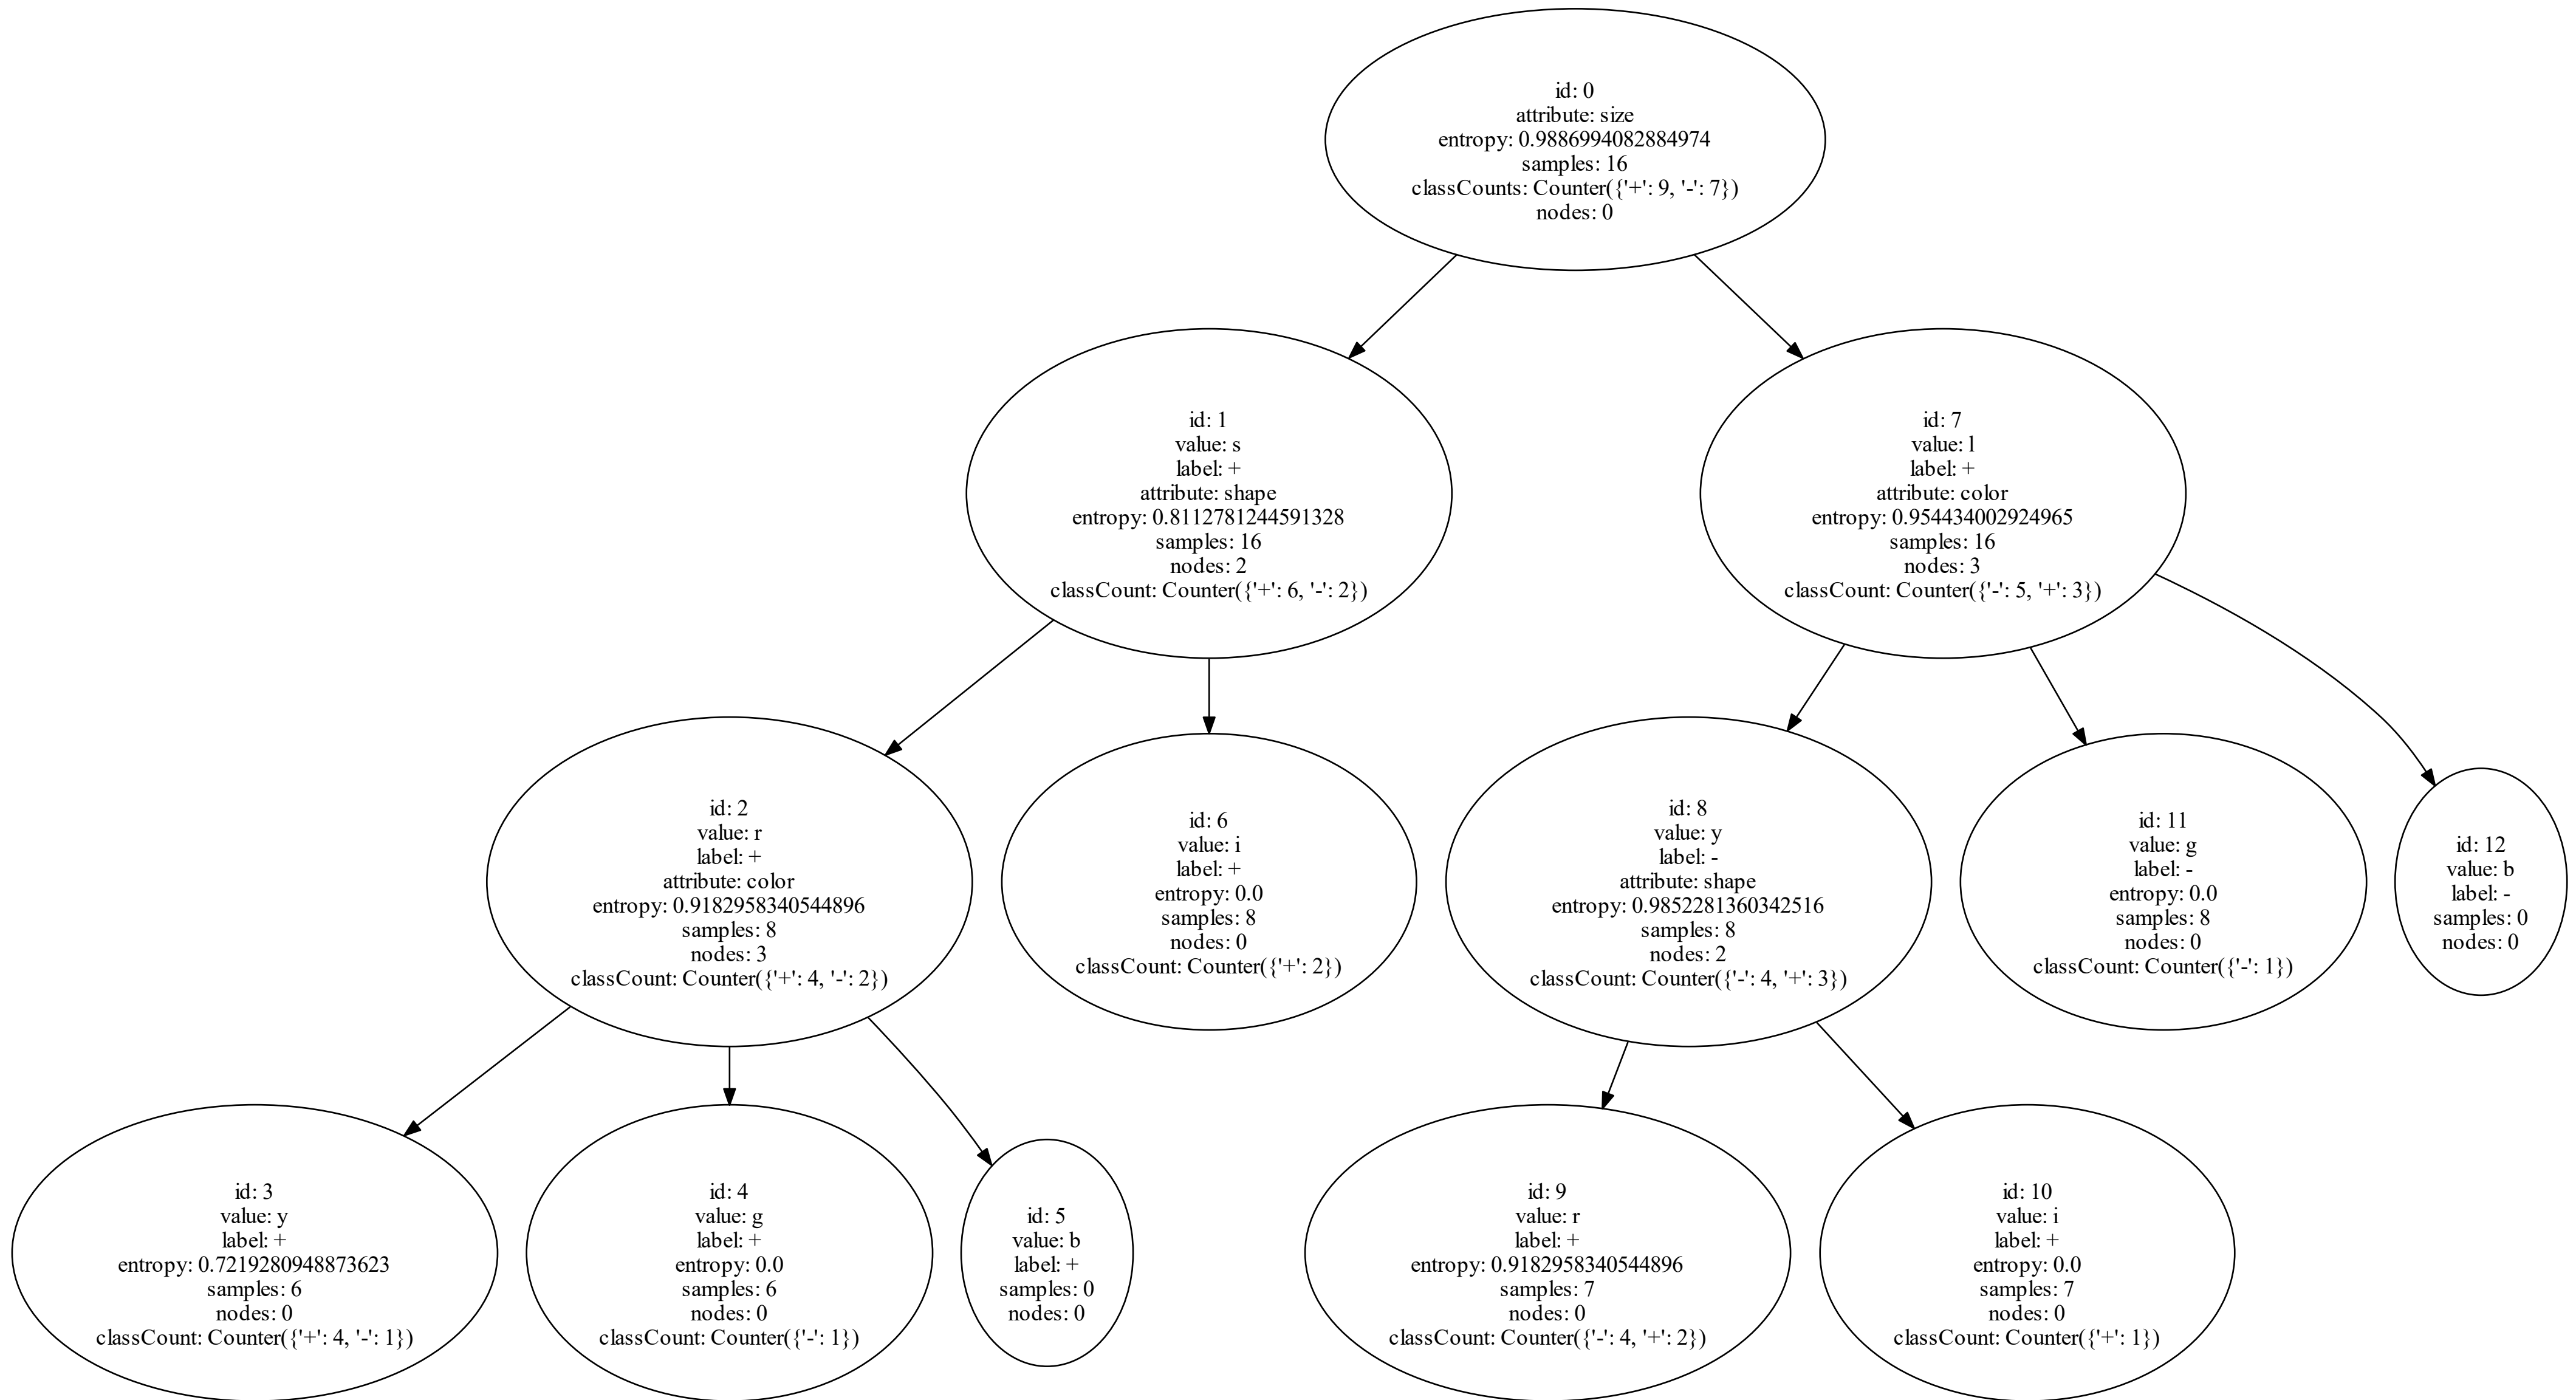 id: 0
attribute: size
entropy: 0.9886994082884974
samples: 16
classCounts: Counter({'+': 9, '-': 7})
nodes: 0
id: 1
value: s
label: +
attribute: shape
entropy: 0.8112781244591328
samples: 16
nodes: 2
classCount: Counter({'+': 6, '-': 2})
id: 7
value: l
label: +
attribute: color
entropy: 0.954434002924965
samples: 16
nodes: 3
classCount: Counter({'-': 5, '+': 3})
id: 2
value: r
label: +
attribute: color
entropy: 0.9182958340544896
samples: 8
nodes: 3
classCount: Counter({'+': 4, '-': 2})
id: 6
value: i
label: +
entropy: 0.0
samples: 8
nodes: 0
classCount: Counter({'+': 2})
id: 8
value: y
label: -
attribute: shape
entropy: 0.9852281360342516
samples: 8
nodes: 2
classCount: Counter({'-': 4, '+': 3})
id: 11
value: g
label: -
entropy: 0.0
samples: 8
nodes: 0
classCount: Counter({'-': 1})
id: 12
value: b
label: -
samples: 0
nodes: 0
id: 3
value: y
label: +
entropy: 0.7219280948873623
samples: 6
nodes: 0
classCount: Counter({'+': 4, '-': 1})
id: 4
value: g
label: +
entropy: 0.0
samples: 6
nodes: 0
classCount: Counter({'-': 1})
id: 5
value: b
label: +
samples: 0
nodes: 0
id: 9
value: r
label: +
entropy: 0.9182958340544896
samples: 7
nodes: 0
classCount: Counter({'-': 4, '+': 2})
id: 10
value: i
label: +
entropy: 0.0
samples: 7
nodes: 0
classCount: Counter({'+': 1})